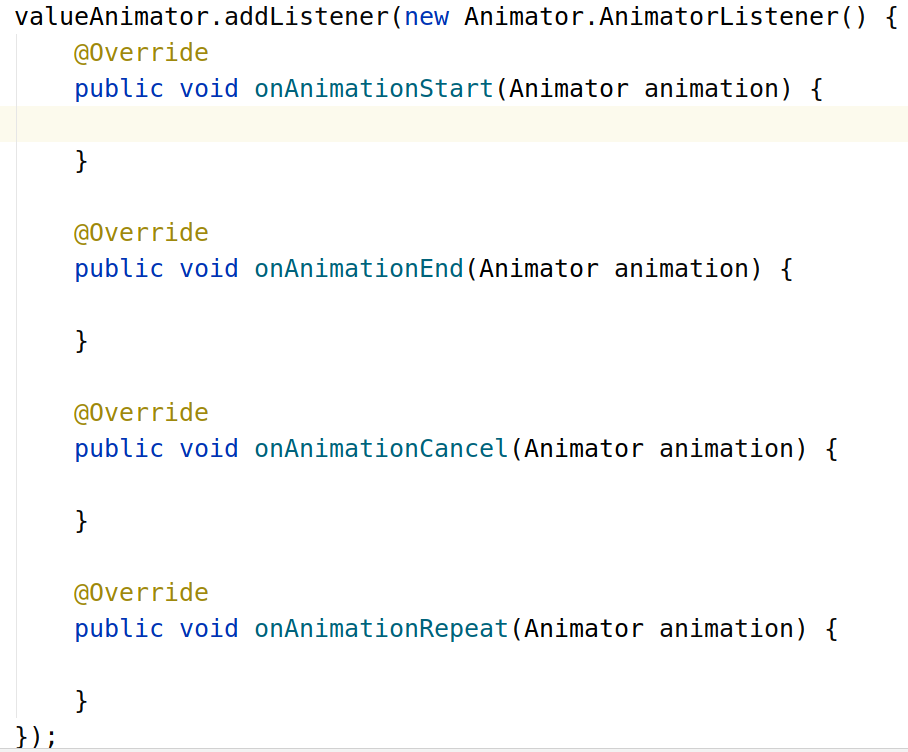 valueAnimator.addListener(new Animator.AnimatorListener() {
    @Override
    public void onAnimationStart(Animator animation) {

    }

    @Override
    public void onAnimationEnd(Animator animation) {

    }

    @Override
    public void onAnimationCancel(Animator animation) {

    }

    @Override
    public void onAnimationRepeat(Animator animation) {

    }
});